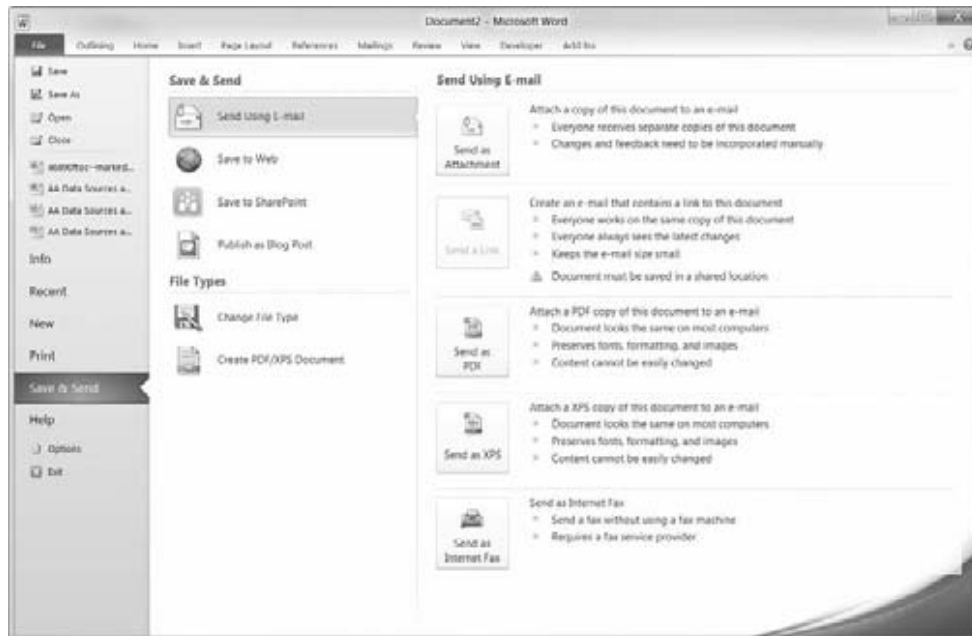 Document2 - Microsoft Word
File Outlining Home Insert Page Layout References Mailings Review View Developer Add-Ins
Save
Save As
Open
Close
AA Data Sources a...
AA Data Sources a...
AA Data Sources a...
Info
Recent
New
Print
Save & Send
Help
Options
Exit
Save & Send
Send Using E-mail
Save to Web
Save to SharePoint
Publish as Blog Post
File Types
Change File Type
Create PDF/XPS Document
Send Using E-mail
Send as
Attachment
Attach a copy of this document to an e-mail
Everyone receives separate copies of this document
Changes and feedback need to be incorporated manually
Send a Link
Create an e-mail that contains a link to this document
Everyone works on the same copy of this document
Everyone always sees the latest changes
Keeps the e-mail size small
Document must be saved in a shared location
Send as
PDF
Attach a PDF copy of this document to an e-mail
Document looks the same on most computers
Preserves fonts, formatting, and images
Content cannot be easily changed
Send as XPS
Attach a XPS copy of this document to an e-mail
Document looks the same on most computers
Preserves fonts, formatting, and images
Content cannot be easily changed
Send as
Internet Fax
Send as Internet Fax
Send a fax without using a fax machine
Requires a fax service provider